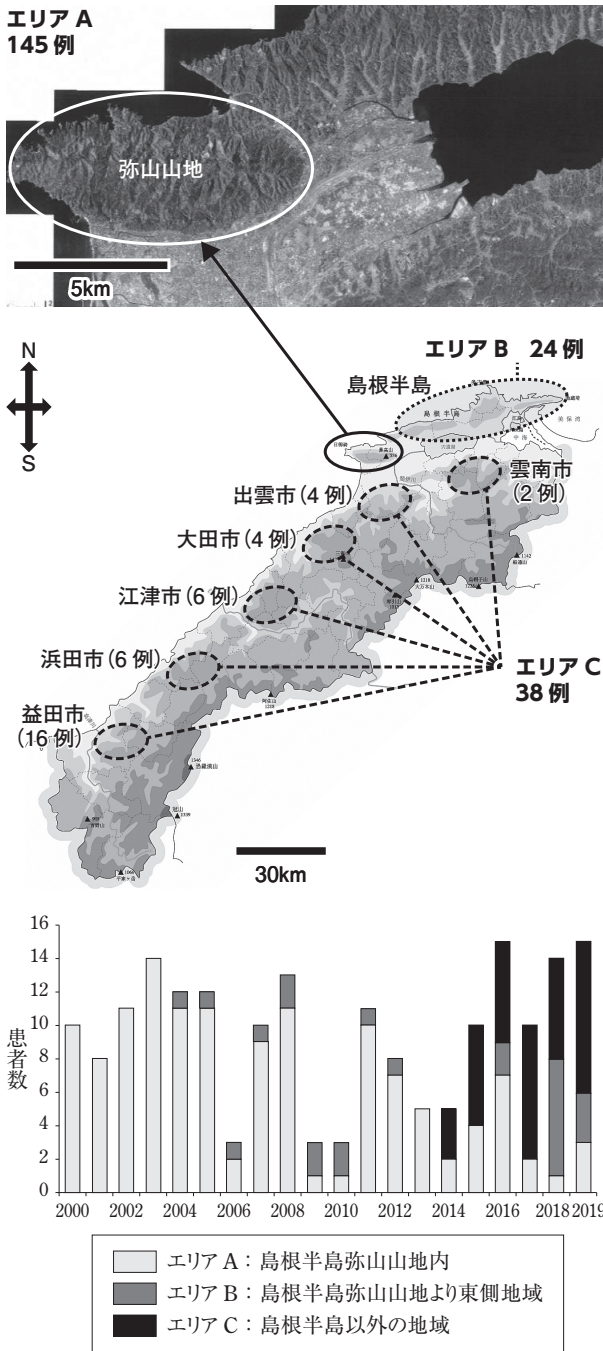 エリア A
145 例
弥山山地
5km
N
S
エリア B 24 例
島根半島
島根半島
雲南市
(2 例)
出雲市 (4 例)
大田市 (4 例)
江津市 (6 例)
浜田市 (6 例)
益田市
(16 例)
エリア C
38 例
30km
患者数
16
14
12
10
8
6
4
2
0
2000 2002 2003 2004 2006 2008 2010 2012 2014 2016 2018 2019
エリア A： 島根半島弥山山地内
エリア B： 島根半島弥山山地より東側地域
エリア C： 島根半島以外の地域